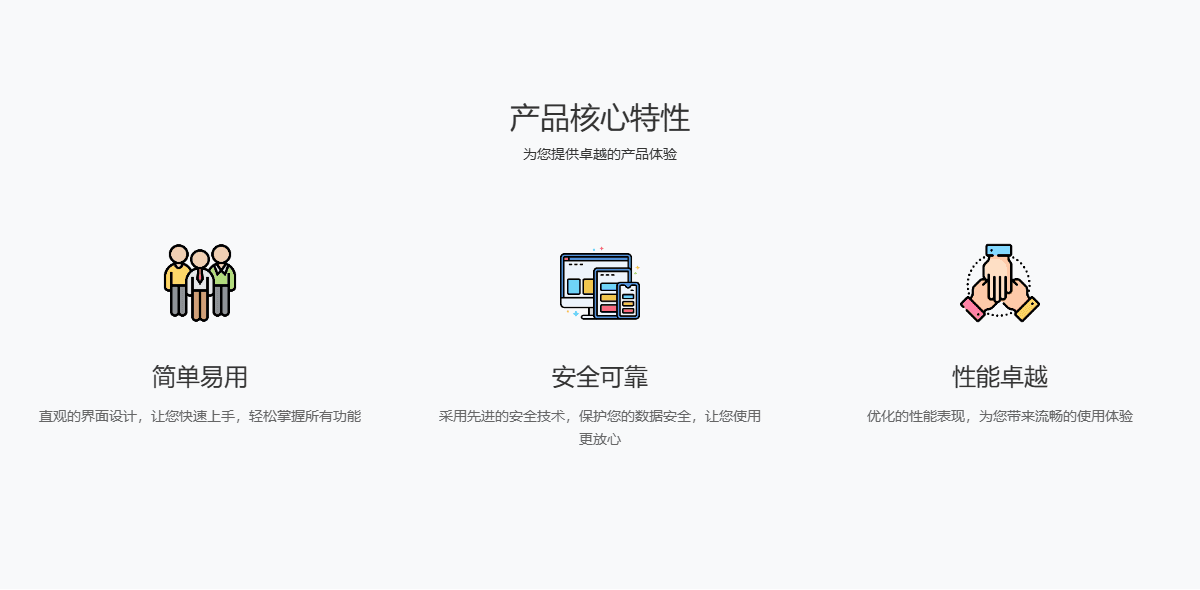 产品核心特性
为您提供卓越的产品体验
简单易用
直观的界面设计，让您快速上手，轻松掌握所有功能
安全可靠
采用先进的安全技术，保护您的数据安全，让您使用
更放心
性能卓越
优化的性能表现，为您带来流畅的使用体验